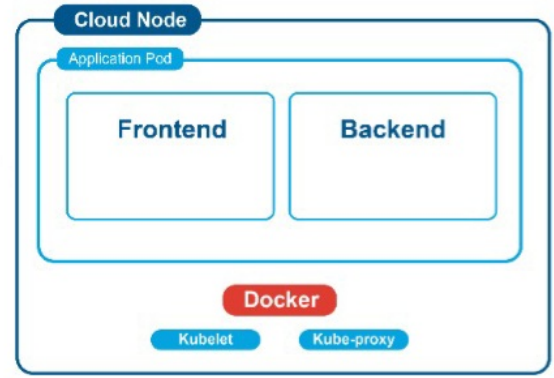 Cloud Node
Application Pod
Frontend
Backend
Docker
Kubelet
Kube-proxy